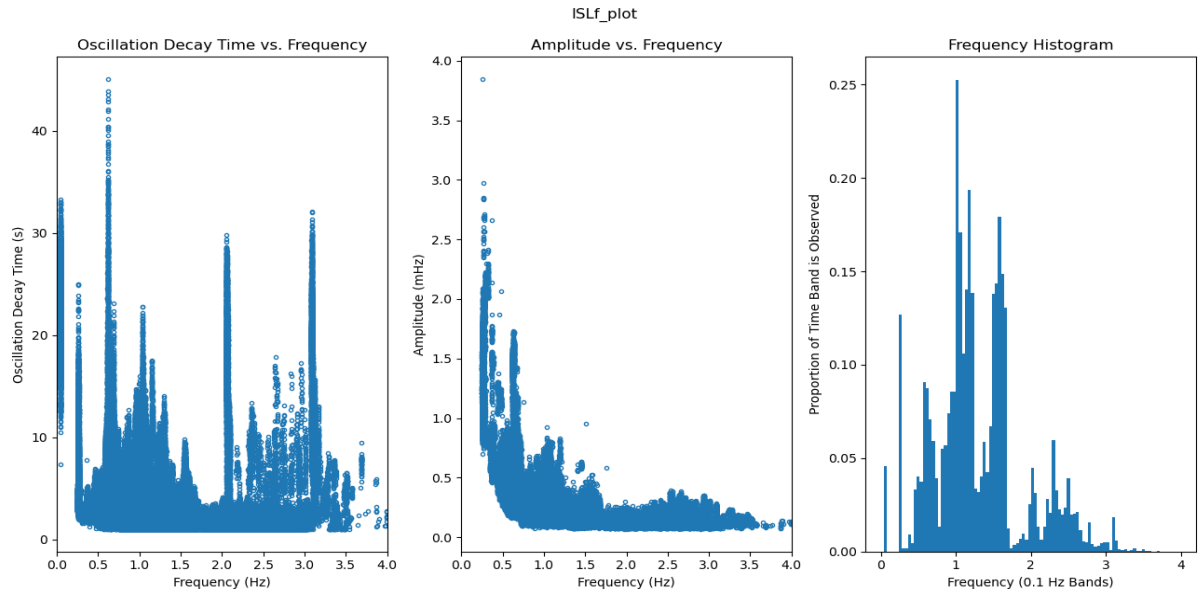 ISLf_plot
Oscillation Decay Time vs. Frequency
Oscillation Decay Time (s)
40
30
20
10
0
0.0 0.5 1.0 1.5 2.0 2.5 3.0 3.5 4.0
Frequency (Hz)
Amplitude vs. Frequency
Amplitude (mHz)
4.0
3.5
3.0
2.5
2.0
1.5
1.0
0.5
0.0
0.0 0.5 1.0 1.5 2.0 2.5 3.0 3.5 4.0
Frequency (Hz)
Frequency Histogram
Proportion of Time Band is Observed
0.25
0.20
0.15
0.10
0.05
0.00
0 1 2 3 4
Frequency (0.1 Hz Bands)